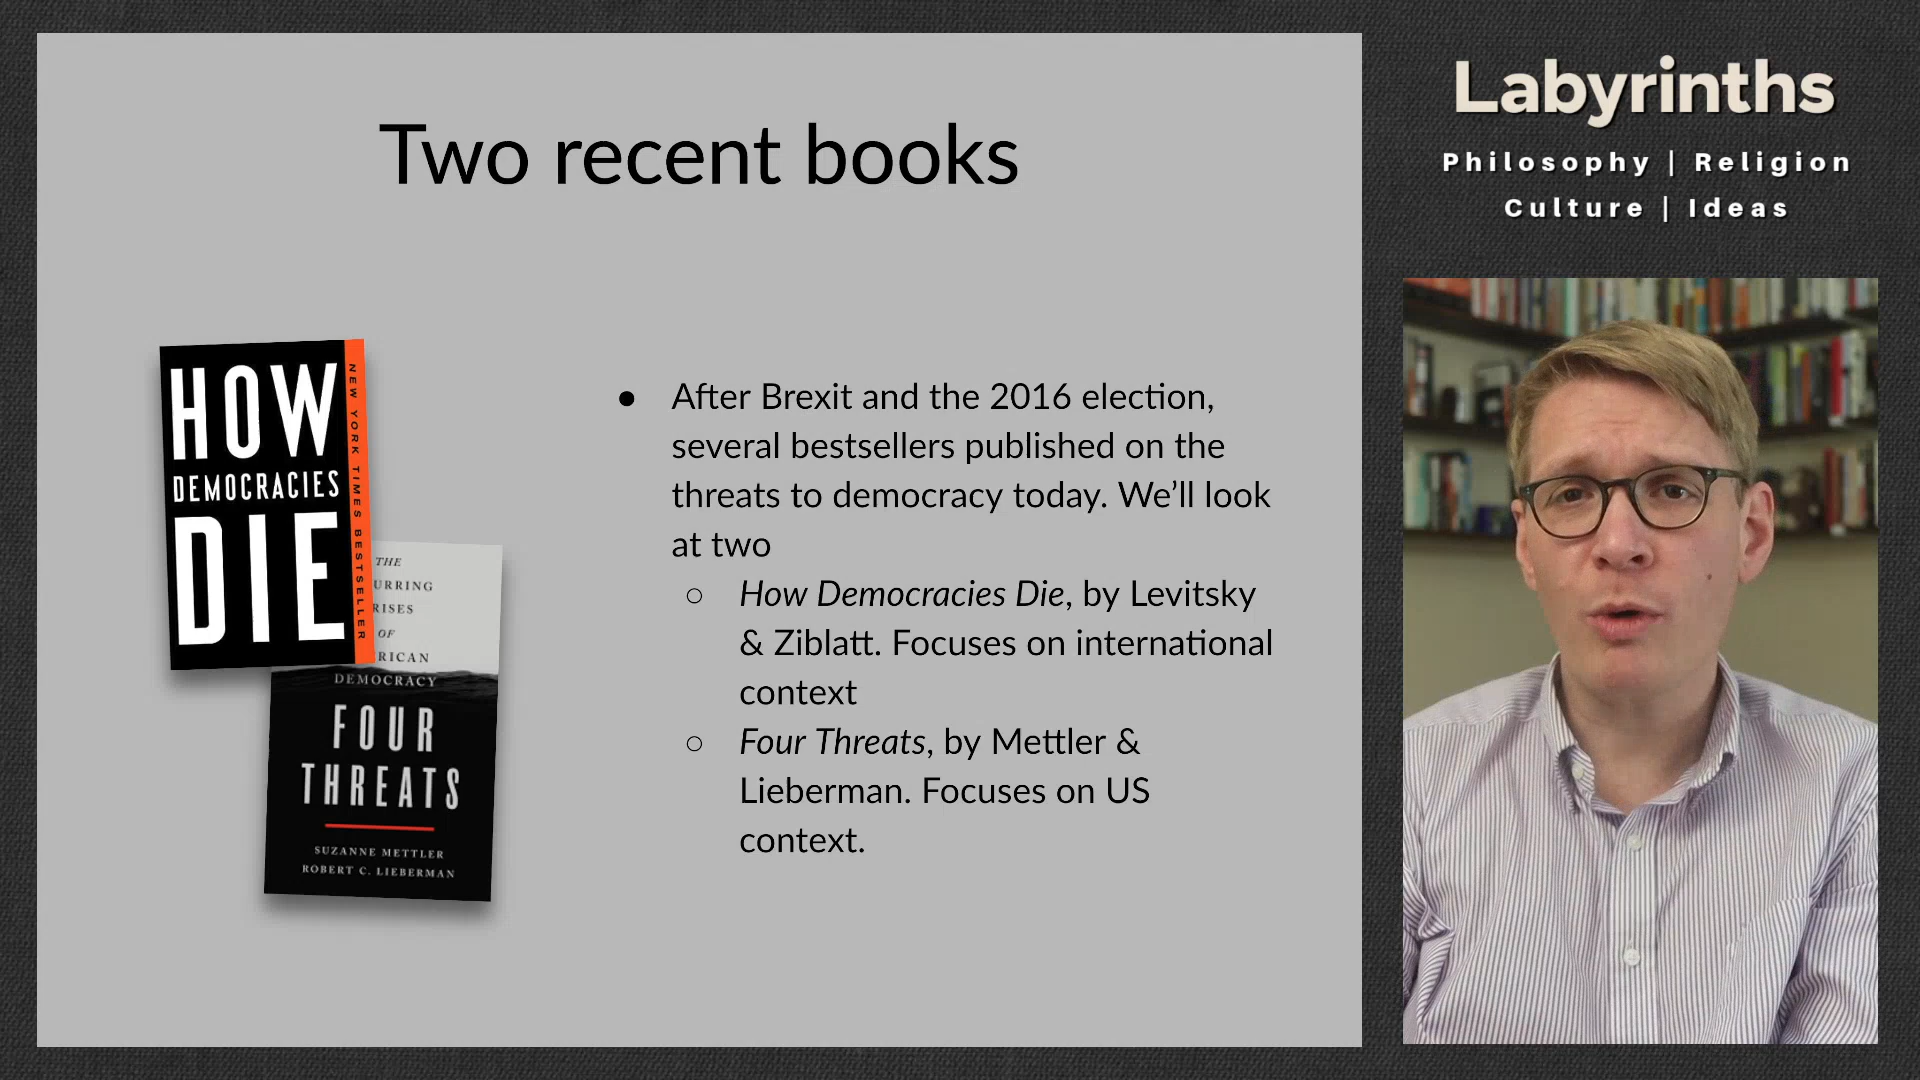 Two recent books
HOW
DEMOCRACIES
DIE
NEW YORK TIMES BESTSELLER
THE
OF
DEMOCRACY
FOUR
THREATS
SUZANNE METTLER
ROBERT C. LIEBERMAN
● After Brexit and the 2016 election,
several bestsellers published on the
threats to democracy today. We’ll look
at two
○ How Democracies Die, by Levitsky
& Ziblatt. Focuses on international
context
○ Four Threats, by Mettler &
Lieberman. Focuses on US
context.
Labyrinths
Philosophy | Religion
Culture | Ideas